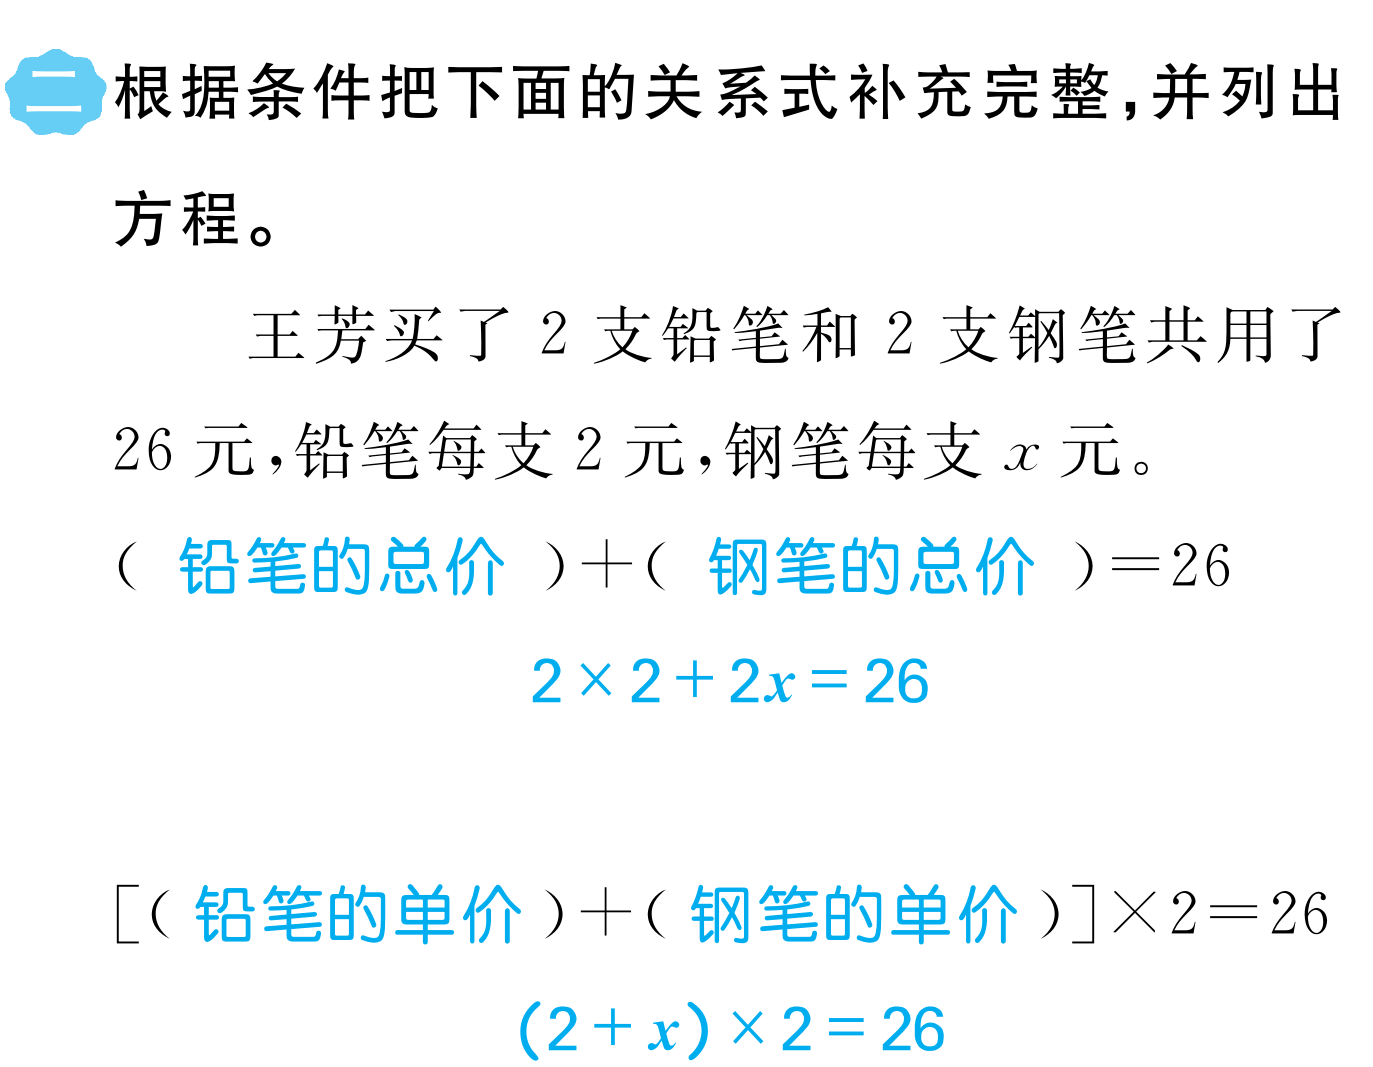 二 根据条件把下面的关系式补充完整,并列出
方程。
王芳买了 2 支铅笔和 2 支钢笔共用了
26 元,铅笔每支 2 元,钢笔每支 x 元。
( 铅笔的总价 )+( 钢笔的总价 )=26
2×2+2x=26
[( 铅笔的单价 )+( 钢笔的单价 )]×2=26
(2+x)×2=26